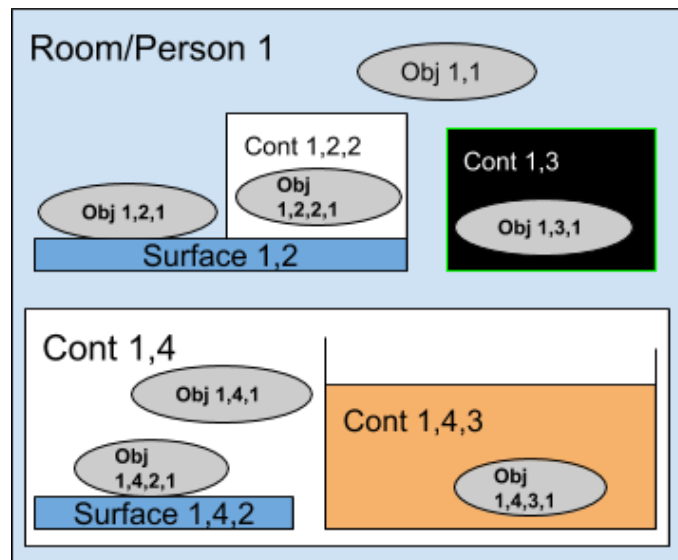 Room/Person 1
Obj 1,1
Cont 1,2,2
Obj
1,2,2,1
Obj 1,2,1
Surface 1,2
Cont 1,3
Obj 1,3,1
Cont 1,4
Obj 1,4,1
Obj
1,4,2,1
Surface 1,4,2
Cont 1,4,3
Obj
1,4,3,1